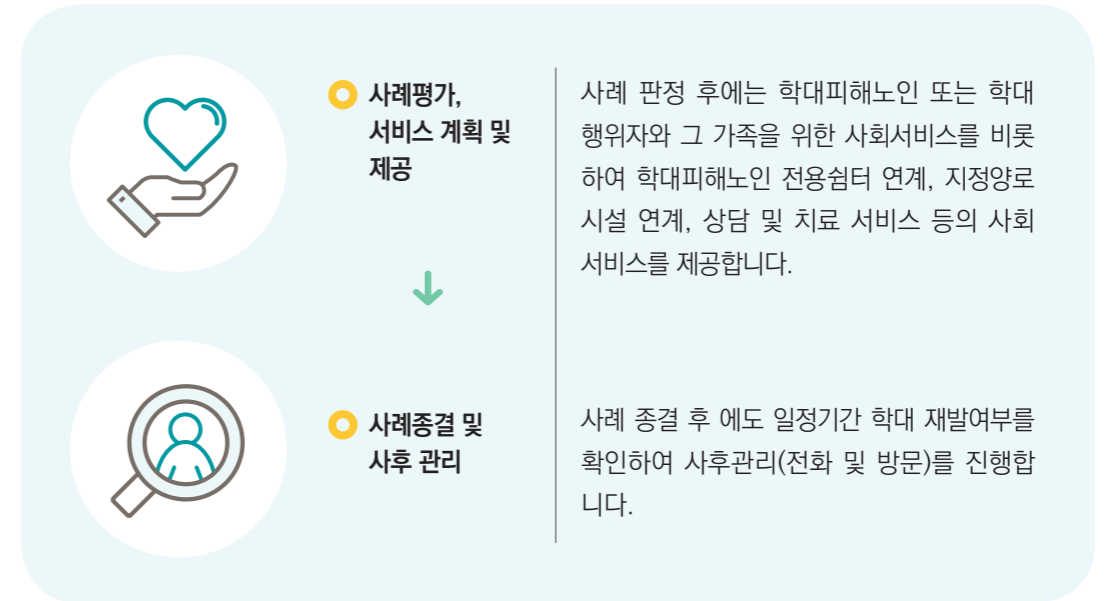 사례평가,
서비스 계획 및
제공
사례 판정 후에는 학대피해노인 또는 학대
행위자와 그 가족을 위한 사회서비스를 비롯
하여 학대피해노인 전용쉼터 연계, 지정양로
시설 연계, 상담 및 치료 서비스 등의 사회
서비스를 제공합니다.
사례종결 및
사후 관리
사례 종결 후 에도 일정기간 학대 재발여부를
확인하여 사후관리(전화 및 방문)를 진행합
니다.